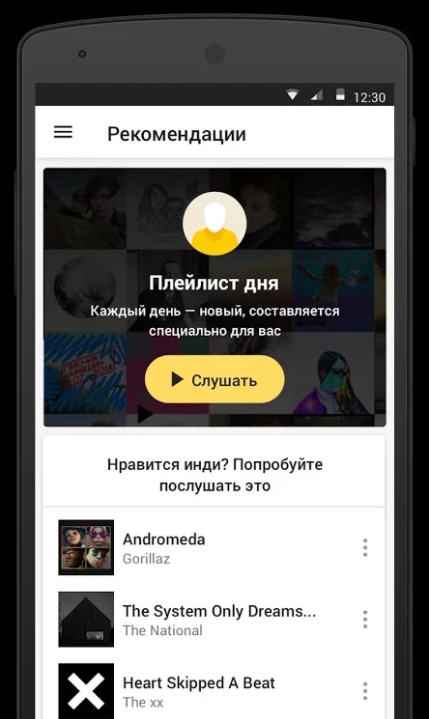 12:30
Рекомендации
Плейлист дня
Каждый день — новый, составляется
специально для вас
Слушать
Нравится инди? Попробуйте
послушать это
Andromeda
Gorillaz
The System Only Dreams...
The National
Heart Skipped A Beat
The xx